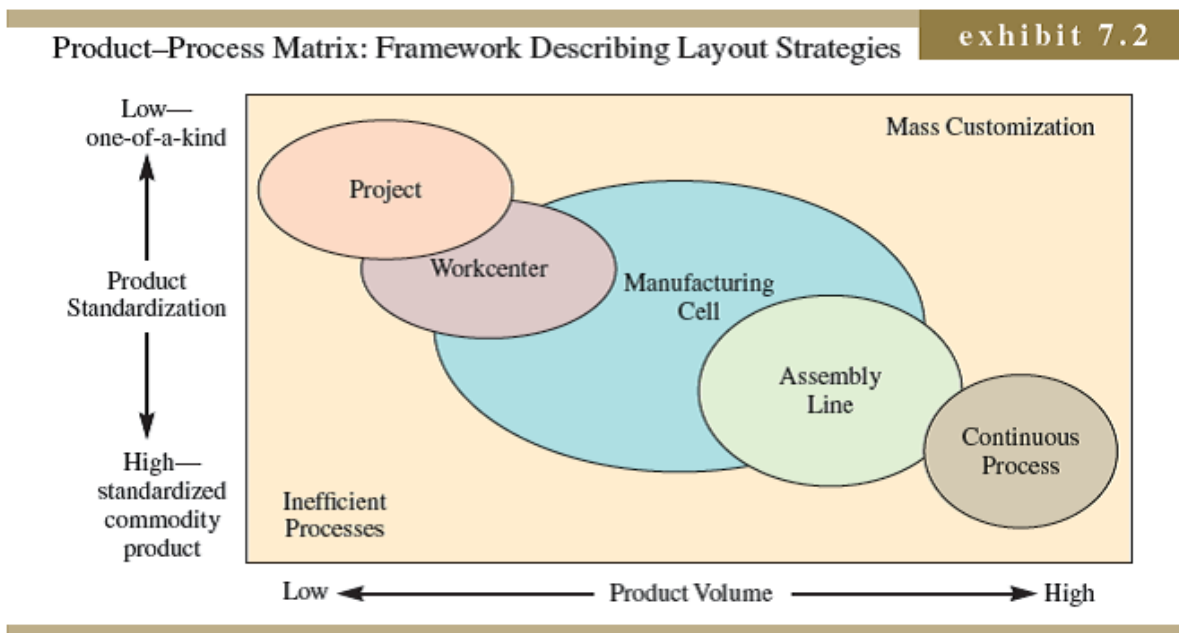 exhibit 7.2
Product–Process Matrix: Framework Describing Layout Strategies
Low—
one-of-a-kind
Product
Standardization
High—
standardized
commodity
product
Mass Customization
Project
Workcenter
Manufacturing
Cell
Assembly
Line
Continuous
Process
Inefficient
Processes
Low
Product Volume
High